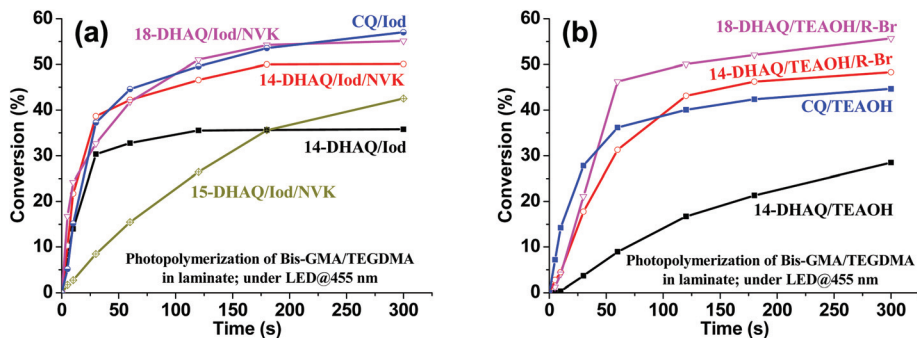 (a)
CQ/Iod
18-DHAQ/Iod/NVK
14-DHAQ/Iod/NVK
14-DHAQ/Iod
15-DHAQ/Iod/NVK
Photopolymerization of Bis-GMA/TEGDMA
in laminate; under LED@455 nm
Conversion (%)
60
50
40
30
20
10
0
0 50 100 150 200 250 300
Time (s)
(b)
18-DHAQ/TEAOH/R-Br
14-DHAQ/TEAOH/R-Br
CQ/TEAOH
14-DHAQ/TEAOH
Photopolymerization of Bis-GMA/TEGDMA
in laminate; under LED@455 nm
Conversion (%)
60
50
40
30
20
10
0
0 50 100 150 200 250 300
Time (s)